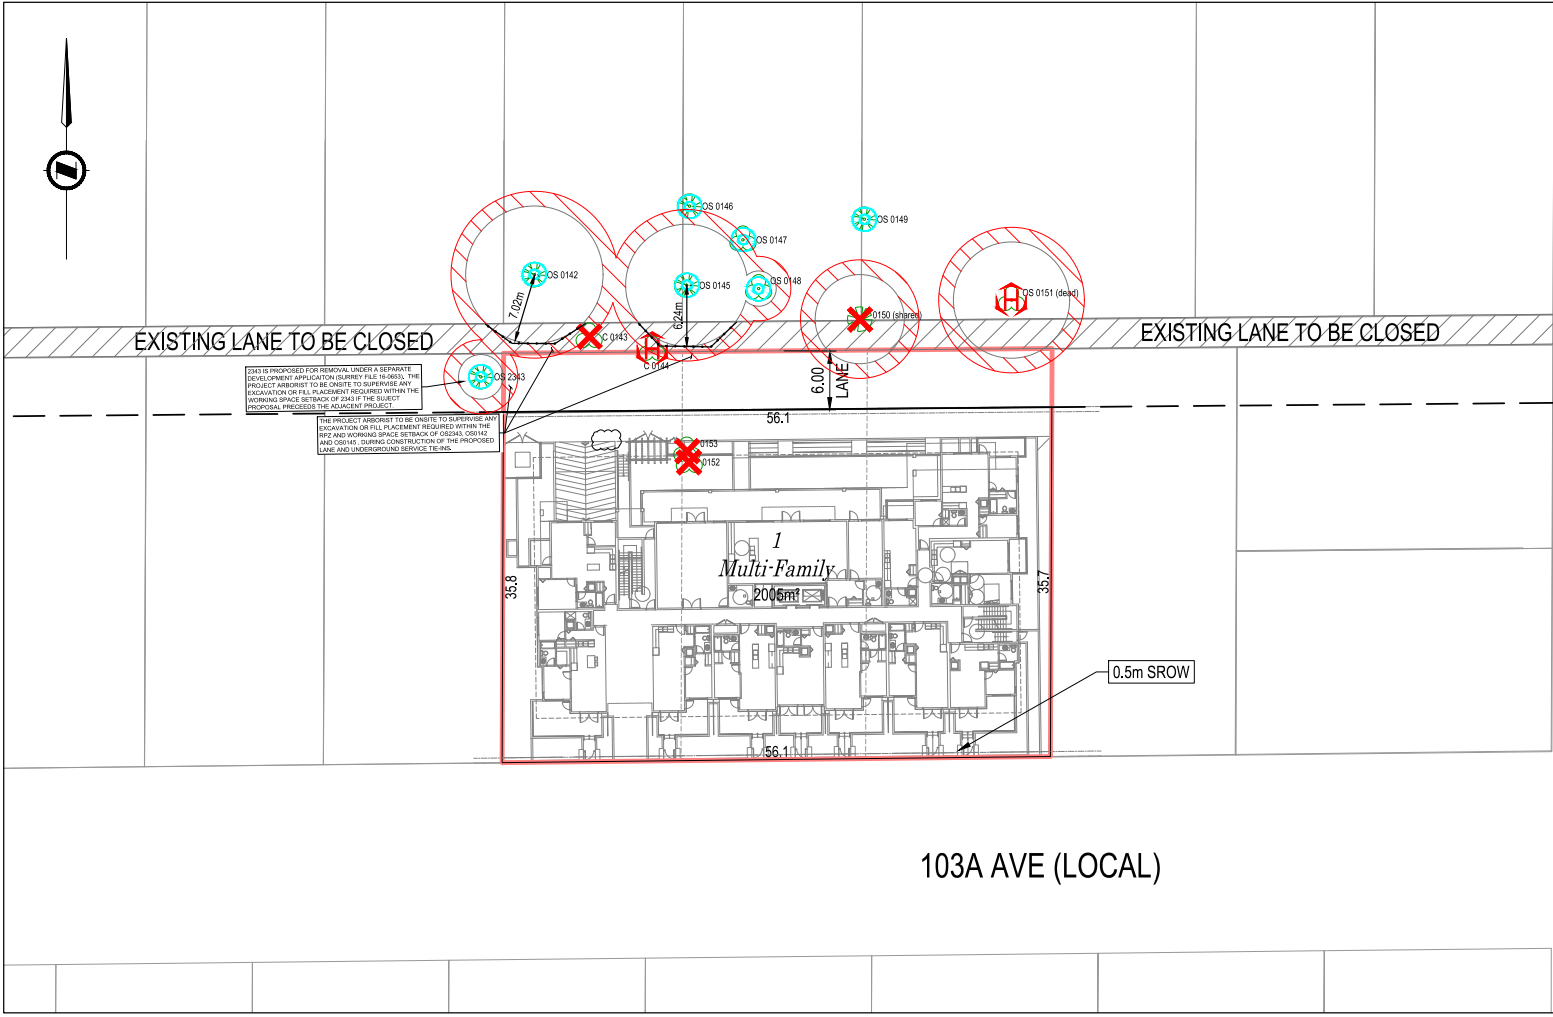 OS 0146
OS 0149
OS 0147
OS 0142
OS 0145
OS 0148
OS 0151 (dead)
7.02m
6.24m
0150 (shared)
EXISTING LANE TO BE CLOSED
C 0143
EXISTING LANE TO BE CLOSED
C 0144
2343 IS PROPOSED FOR REMOVAL UNDER A SEPARATE
DEVELOPMENT APPLICAITON (SURREY FILE 16-0653), THE
PROJECT ARBORIST TO BE ONSITE TO SUPERVISE ANY
EXCAVATION OR FILL PLACEMENT REQUIRED WITHIN THE
WORKING SPACE SETBACK OF 2343 IF THE SUJECT
PROPOSAL PRECEEDS THE ADJACENT PROJECT
OS 2343
6.00
LANE
THE PROJECT ARBORIST TO BE ONSITE TO SUPERVISE ANY
EXCAVATION OR FILL PLACEMENT REQUIRED WITHIN THE
RPZ AND WORKING SPACE SETBACK OF OS2343, OS0142
AND OS0145, DURING CONSTRUCTION OF THE PROPOSED
LANE AND UNDERGROUND SERVICE TIE-INS.
56.1
0153
0152
1
Multi-Family
2005m²
35.8
35.7
0.5m SROW
56.1
103A AVE (LOCAL)